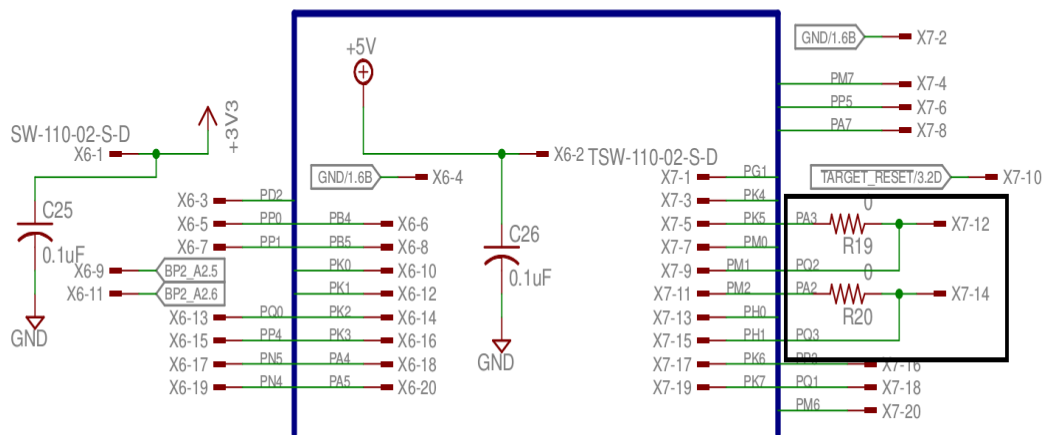 +5V
GND/1.6B X7-2
PM7 X7-4
PP5 X7-6
PA7 X7-8
+3V3
SW-110-02-S-D
X6-1
X6-2 TSW-110-02-S-D
GND/1.6B X6-4
X7-1 PG1
TARGET_RESET/3.2D X7-10
X6-3 PD2
X7-3 PK4
C25
0.1uF
X6-5 PP0 PB4 X6-6
X7-5 PK5 PA3 0 R19 X7-12
X6-7 PP1 PB5 X6-8
C26
0.1uF
X7-7 PM0
X6-9 BP2_A2.5 PK0 X6-10
X7-9 PM1 PQ2
X6-11 BP2_A2.6 PK1 X6-12
X7-11 PM2 PA2 0 R20 X7-14
X6-13 PQ0 PK2 X6-14
X7-13 PH0
GND
X6-15 PP4 PK3 X6-16
X7-15 PH1 PQ3
GND
X6-17 PN5 PA4 X6-18
X7-17 PK6 X7-16
X6-19 PN4 PA5 X6-20
X7-19 PK7 PQ1 X7-18
PM6 X7-20